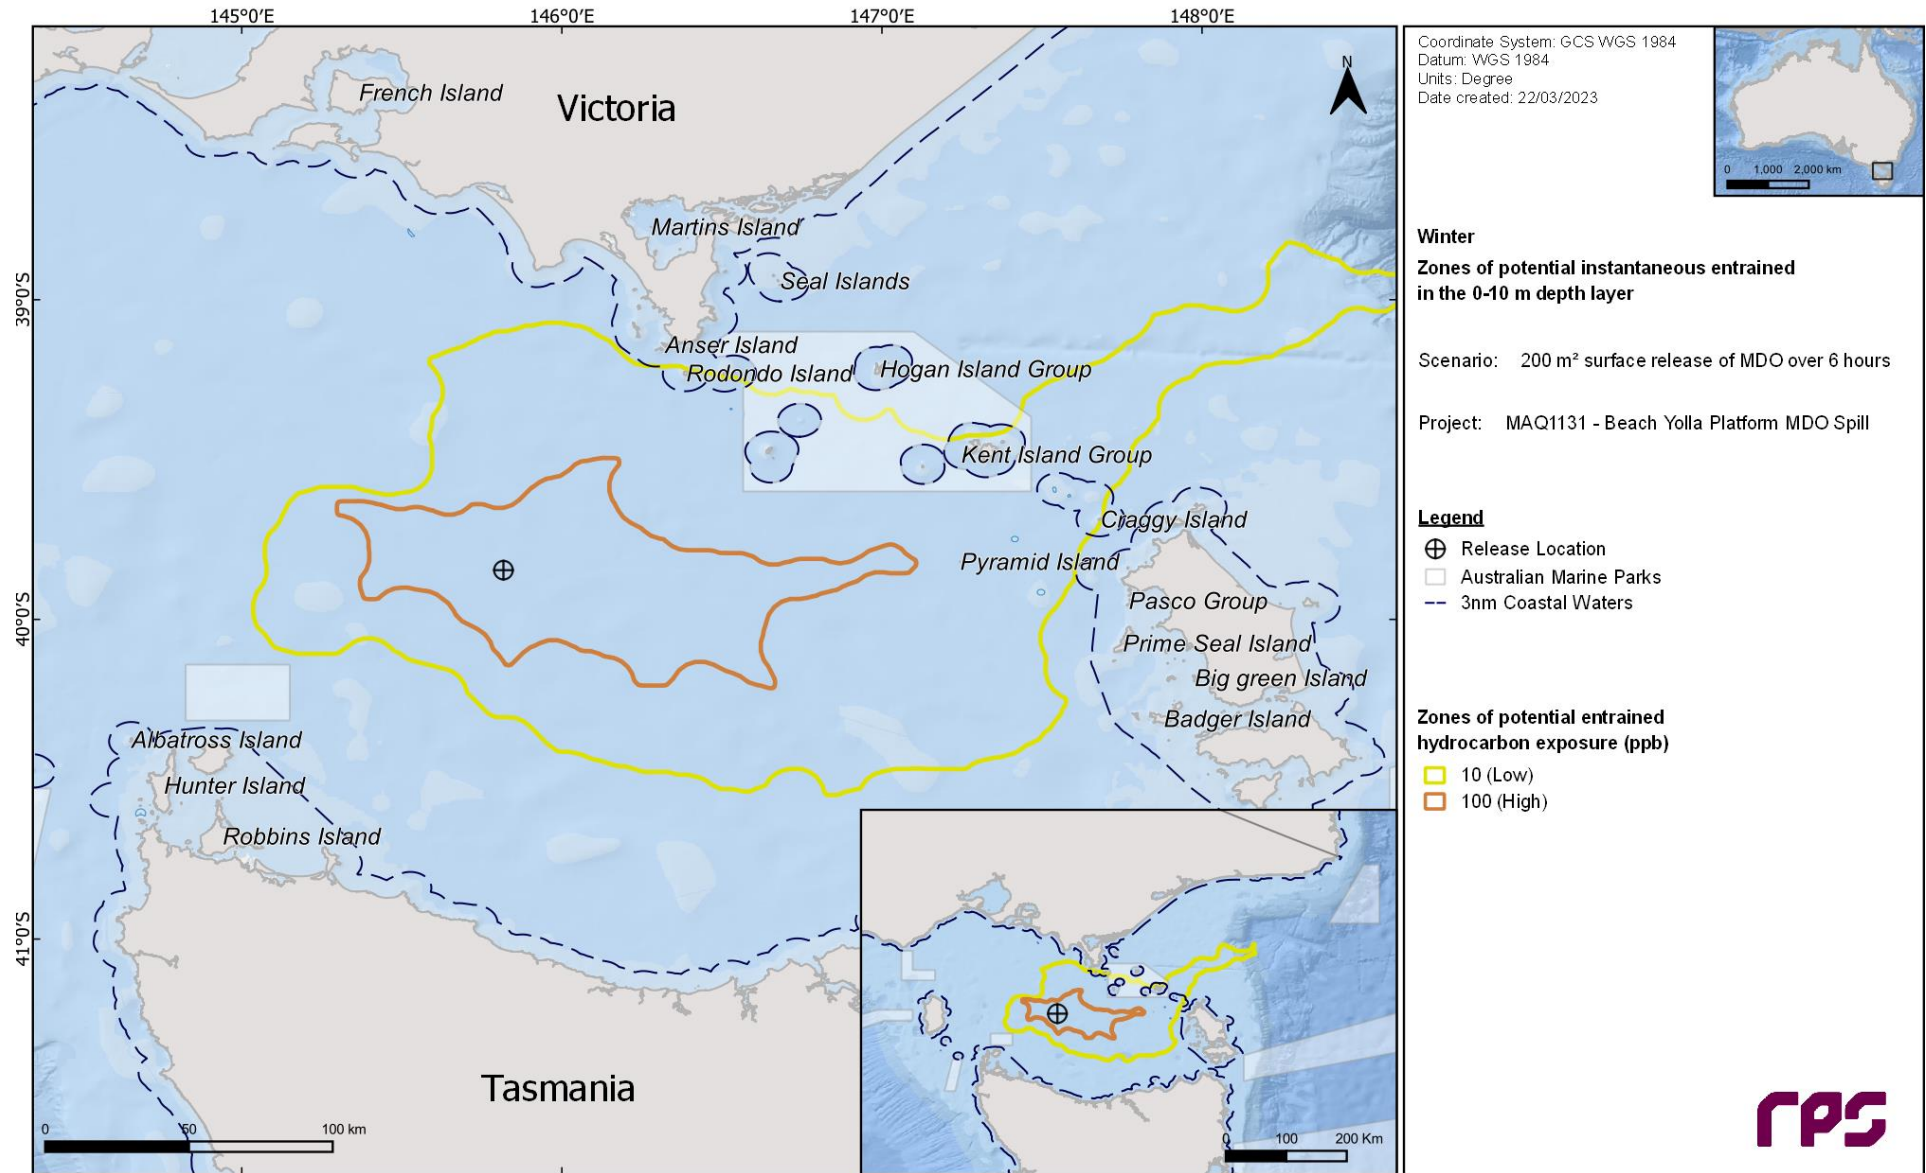 145°0'E
146°0'E
147°0'E
148°0'E
39°0'S
40°0'S
41°0'S
French Island
Victoria
N
Martins Island
Seal Islands
Anser Island
Rodondo Island
Hogan Island Group
Kent Island Group
Craggy Island
Pyramid Island
Pasco Group
Prime Seal Island
Big green Island
Badger Island
Albatross Island
Hunter Island
Robbins Island
Tasmania
0 50 100 km
0 100 200 Km
Coordinate System: GCS WGS 1984
Datum: WGS 1984
Units: Degree
Date created: 22/03/2023
0 1,000 2,000 km
Winter
Zones of potential instantaneous entrained
in the 0-10 m depth layer
Scenario: 200 m² surface release of MDO over 6 hours
Project: MAQ1131 - Beach Yolla Platform MDO Spill
Legend
Release Location
Australian Marine Parks
3nm Coastal Waters
Zones of potential entrained
hydrocarbon exposure (ppb)
10 (Low)
100 (High)
rps